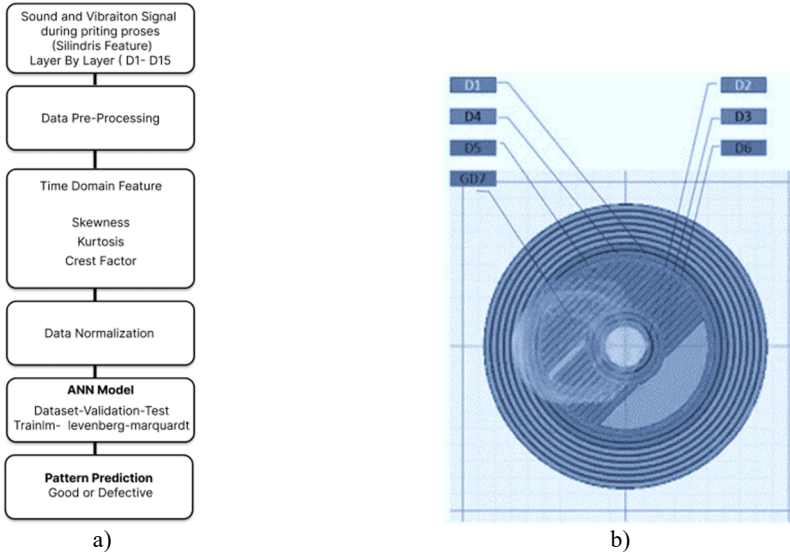 Sound and Vibraiton Signal
during priting proses
(Silindris Feature)
Layer By Layer ( D1- D15
Data Pre-Processing
Time Domain Feature
Skewness
Kurtosis
Crest Factor
Data Normalization
ANN Model
Dataset-Validation-Test
Trainlm- levenberg-marquardt
Pattern Prediction
Good or Defective
a)
D1
D2
D4
D3
D5
D6
GD7
b)